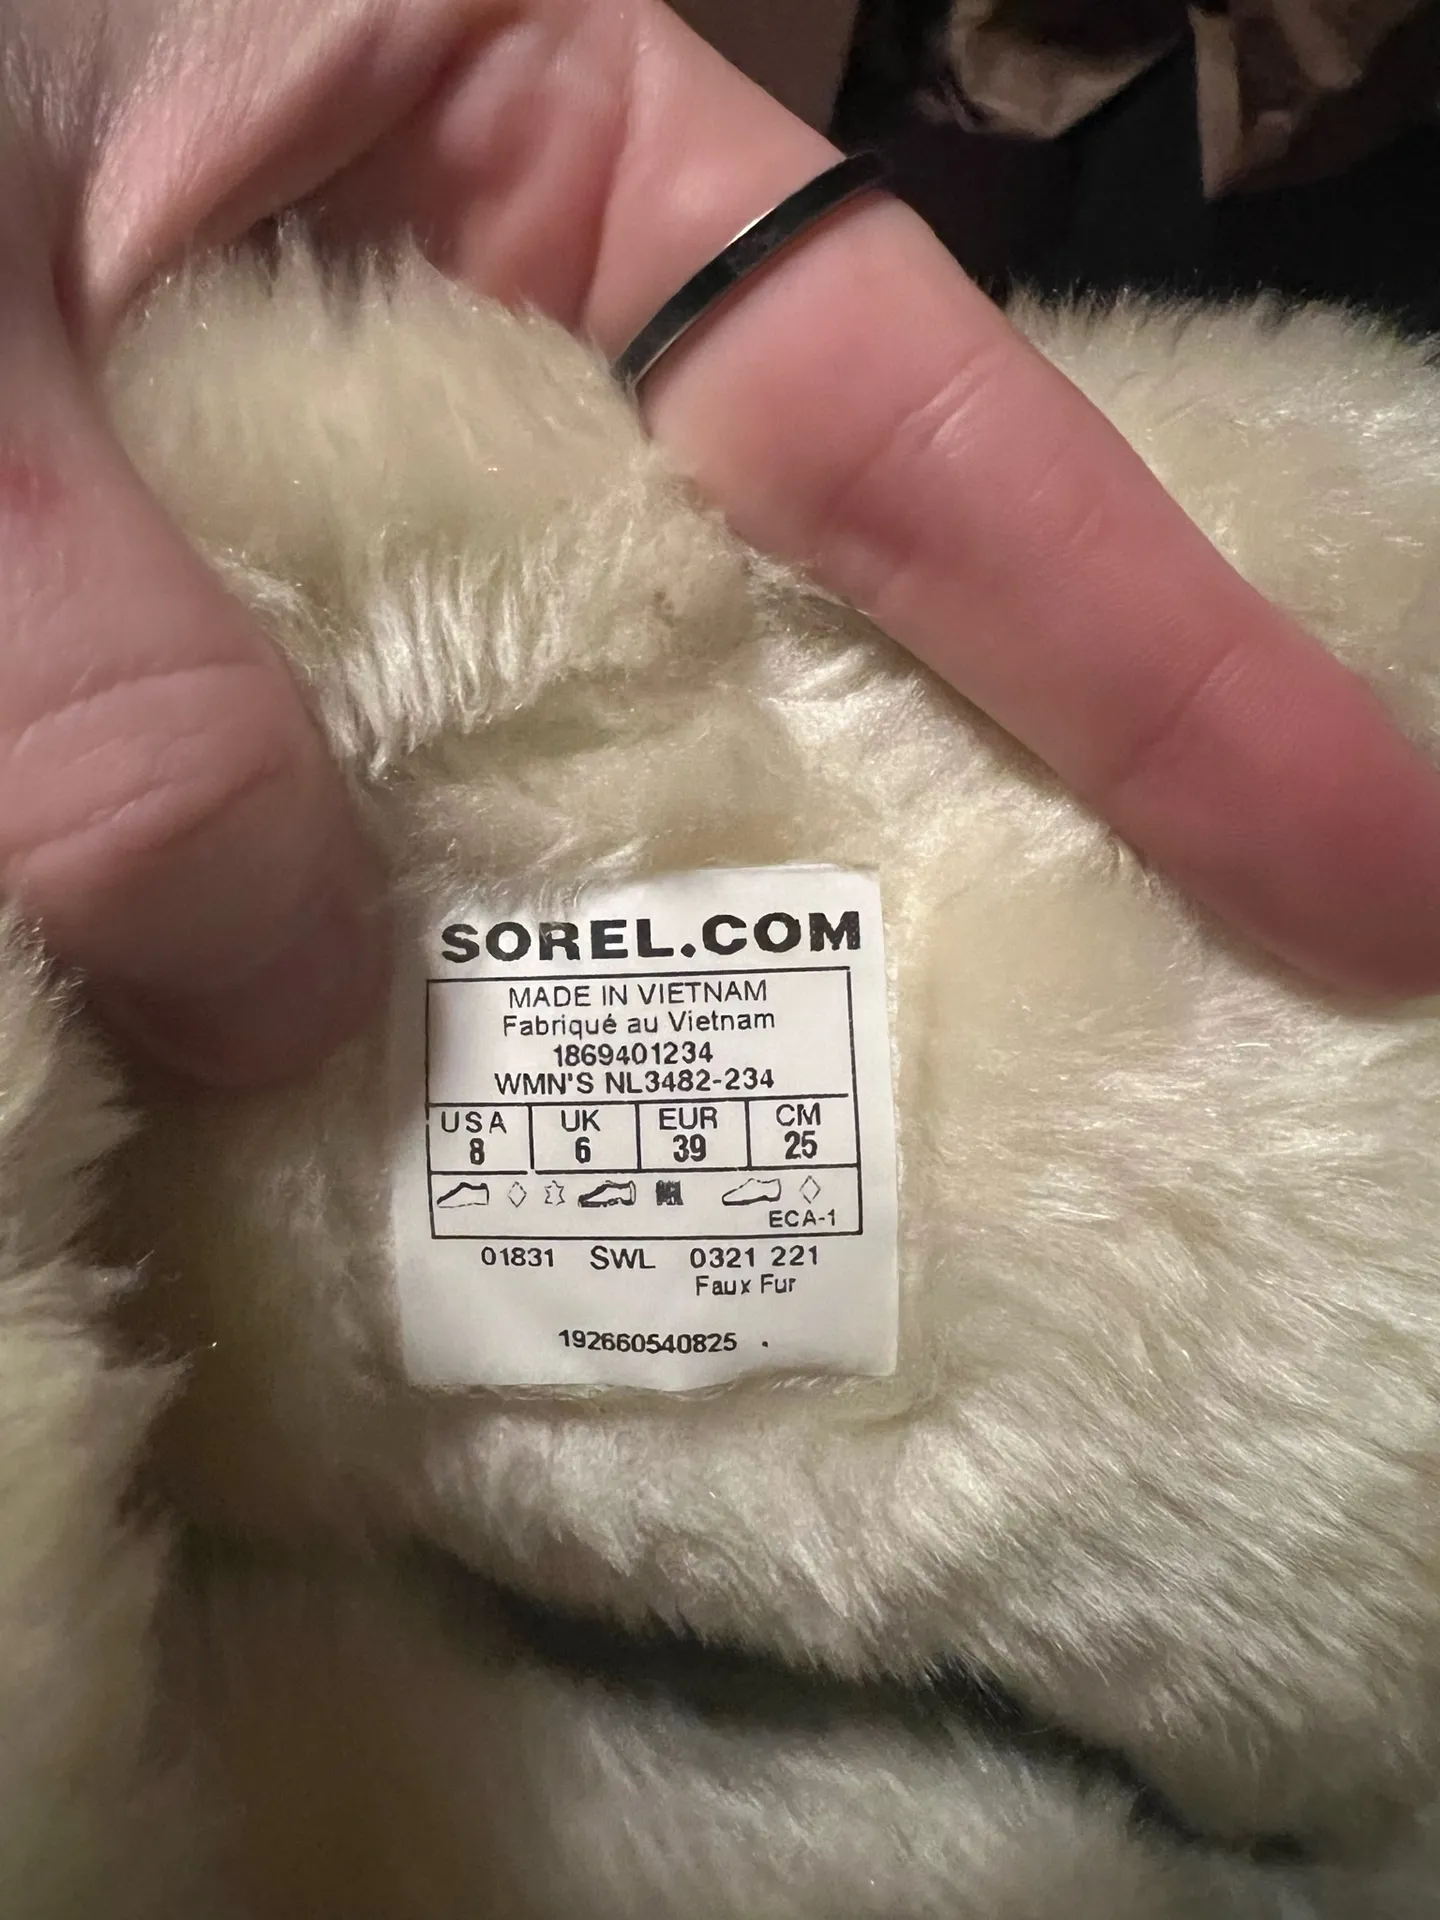 SOREL.COM
MADE IN VIETNAM
Fabriqué au Vietnam
1869401234
WMN'S NL3482-234
USA UK EUR CM
8 6 39 25
ECA-1
01831 SWL 0321 221
Faux Fur
192660540825